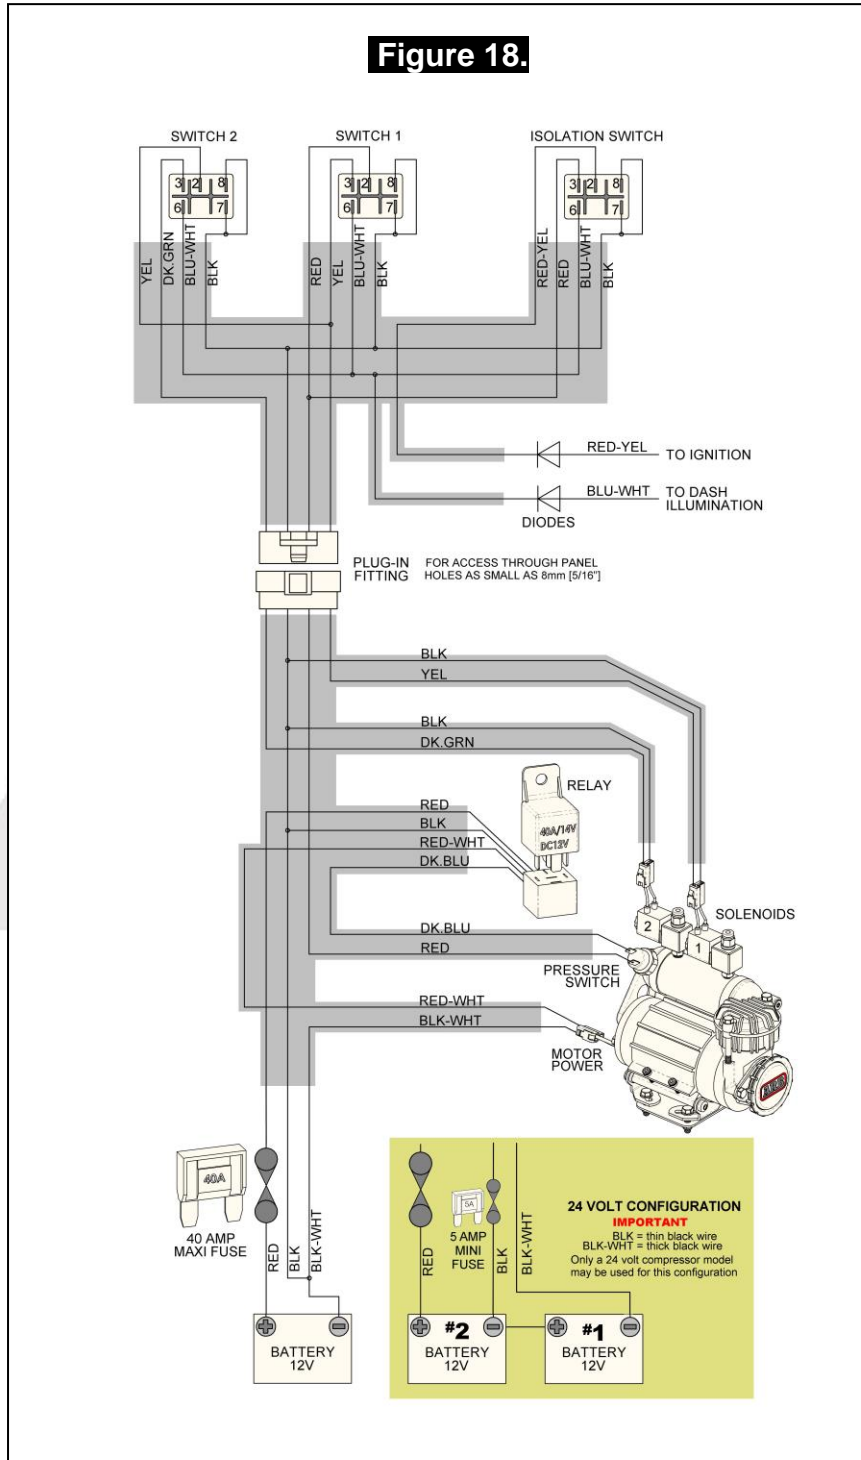 Figure 18.
SWITCH 2
SWITCH 1
ISOLATION SWITCH
3 2 8
6 7
3 2 8
6 7
3 2 8
6 7
YEL
DK.GRN
BLU-WHT
BLK
RED
YEL
BLU-WHT
BLK
RED-YEL
RED
BLU-WHT
BLK
RED-YEL
TO IGNITION
BLU-WHT
TO DASH
ILLUMINATION
DIODES
PLUG-IN
FITTING
FOR ACCESS THROUGH PANEL
HOLES AS SMALL AS 8mm [5/16"]
BLK
YEL
BLK
DK.GRN
RELAY
40A/14V
DC12V
RED
BLK
RED-WHT
DK.BLU
SOLENOIDS
2
1
DK.BLU
RED
PRESSURE
SWITCH
RED-WHT
BLK-WHT
MOTOR
POWER
40A
40 AMP
MAXI FUSE
RED
BLK
BLK-WHT
BATTERY
12V
5A
5 AMP
MINI
FUSE
RED
BLK
BLK-WHT
24 VOLT CONFIGURATION
IMPORTANT
BLK = thin black wire
BLK-WHT = thick black wire
Only a 24 volt compressor model
may be used for this configuration
#2
BATTERY
12V
#1
BATTERY
12V